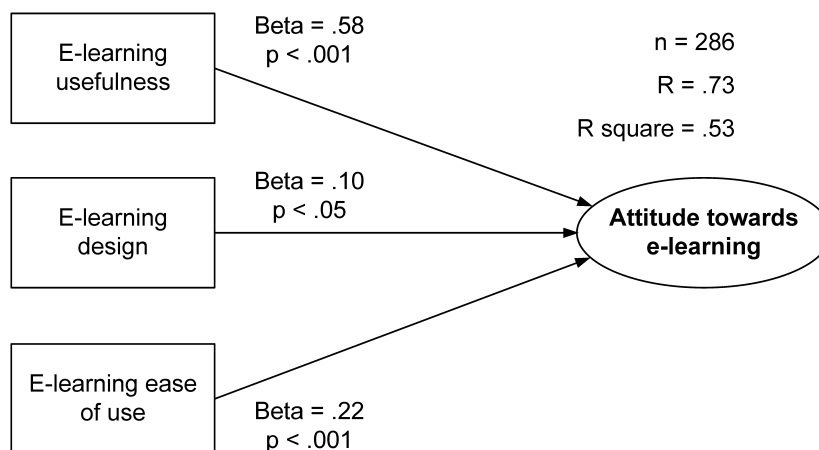 E-learning
usefulness
Beta = .58
p < .001
n = 286
R = .73
R square = .53
E-learning
design
Beta = .10
p < .05
Attitude towards
e-learning
E-learning ease
of use
Beta = .22
p < .001